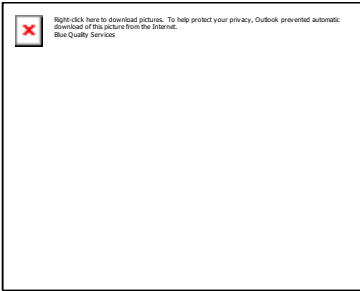 Right-click here to download pictures. To help protect your privacy, Outlook prevented automatic
download of this picture from the Internet.
Blue Quality Services